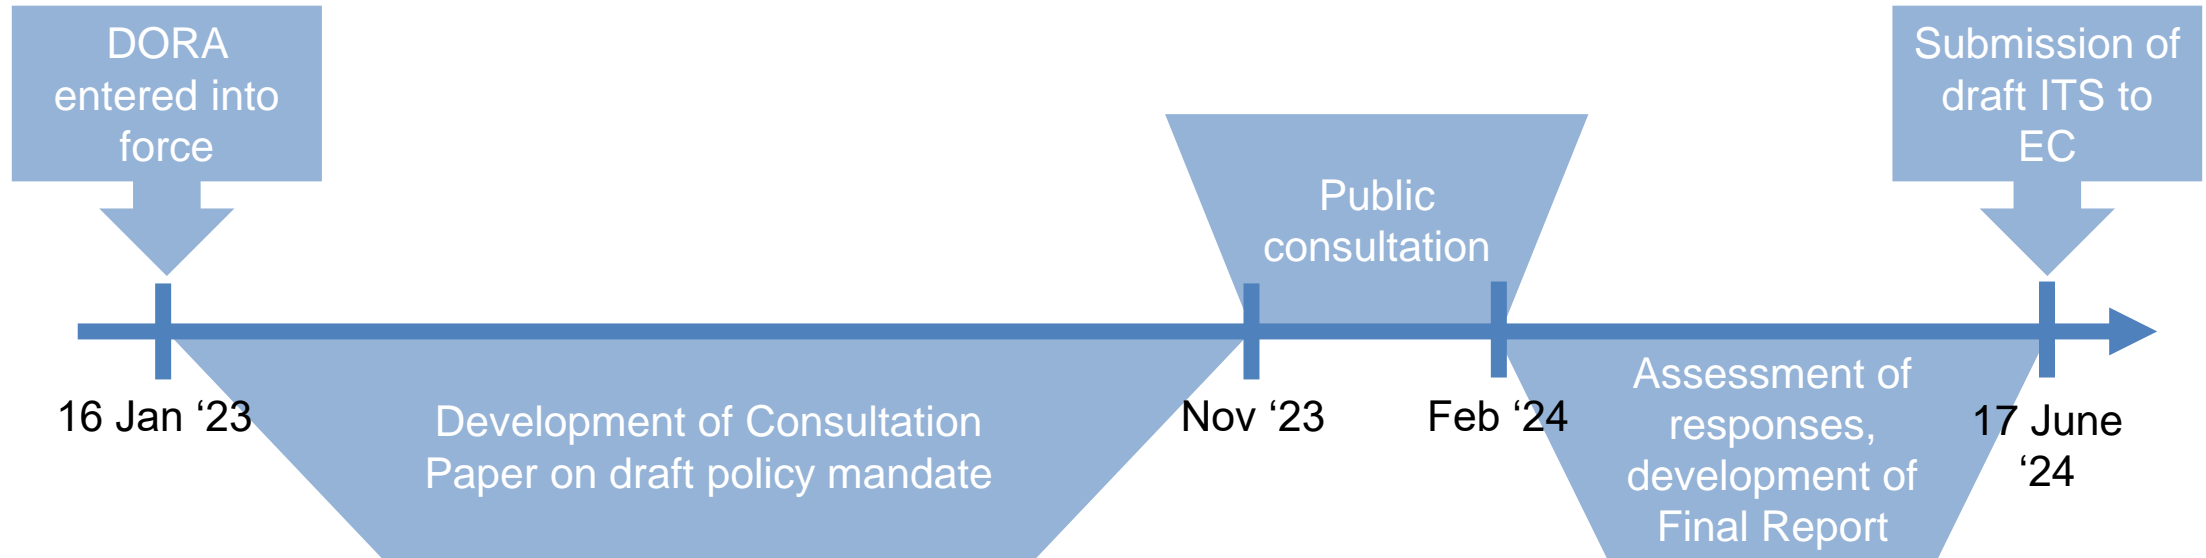 DORA
entered into
force
Submission of
draft ITS to
EC
Public
consultation
16 Jan ‘23
Nov ‘23
Feb ‘24
17 June
‘24
Development of Consultation
Paper on draft policy mandate
Assessment of
responses,
development of
Final Report